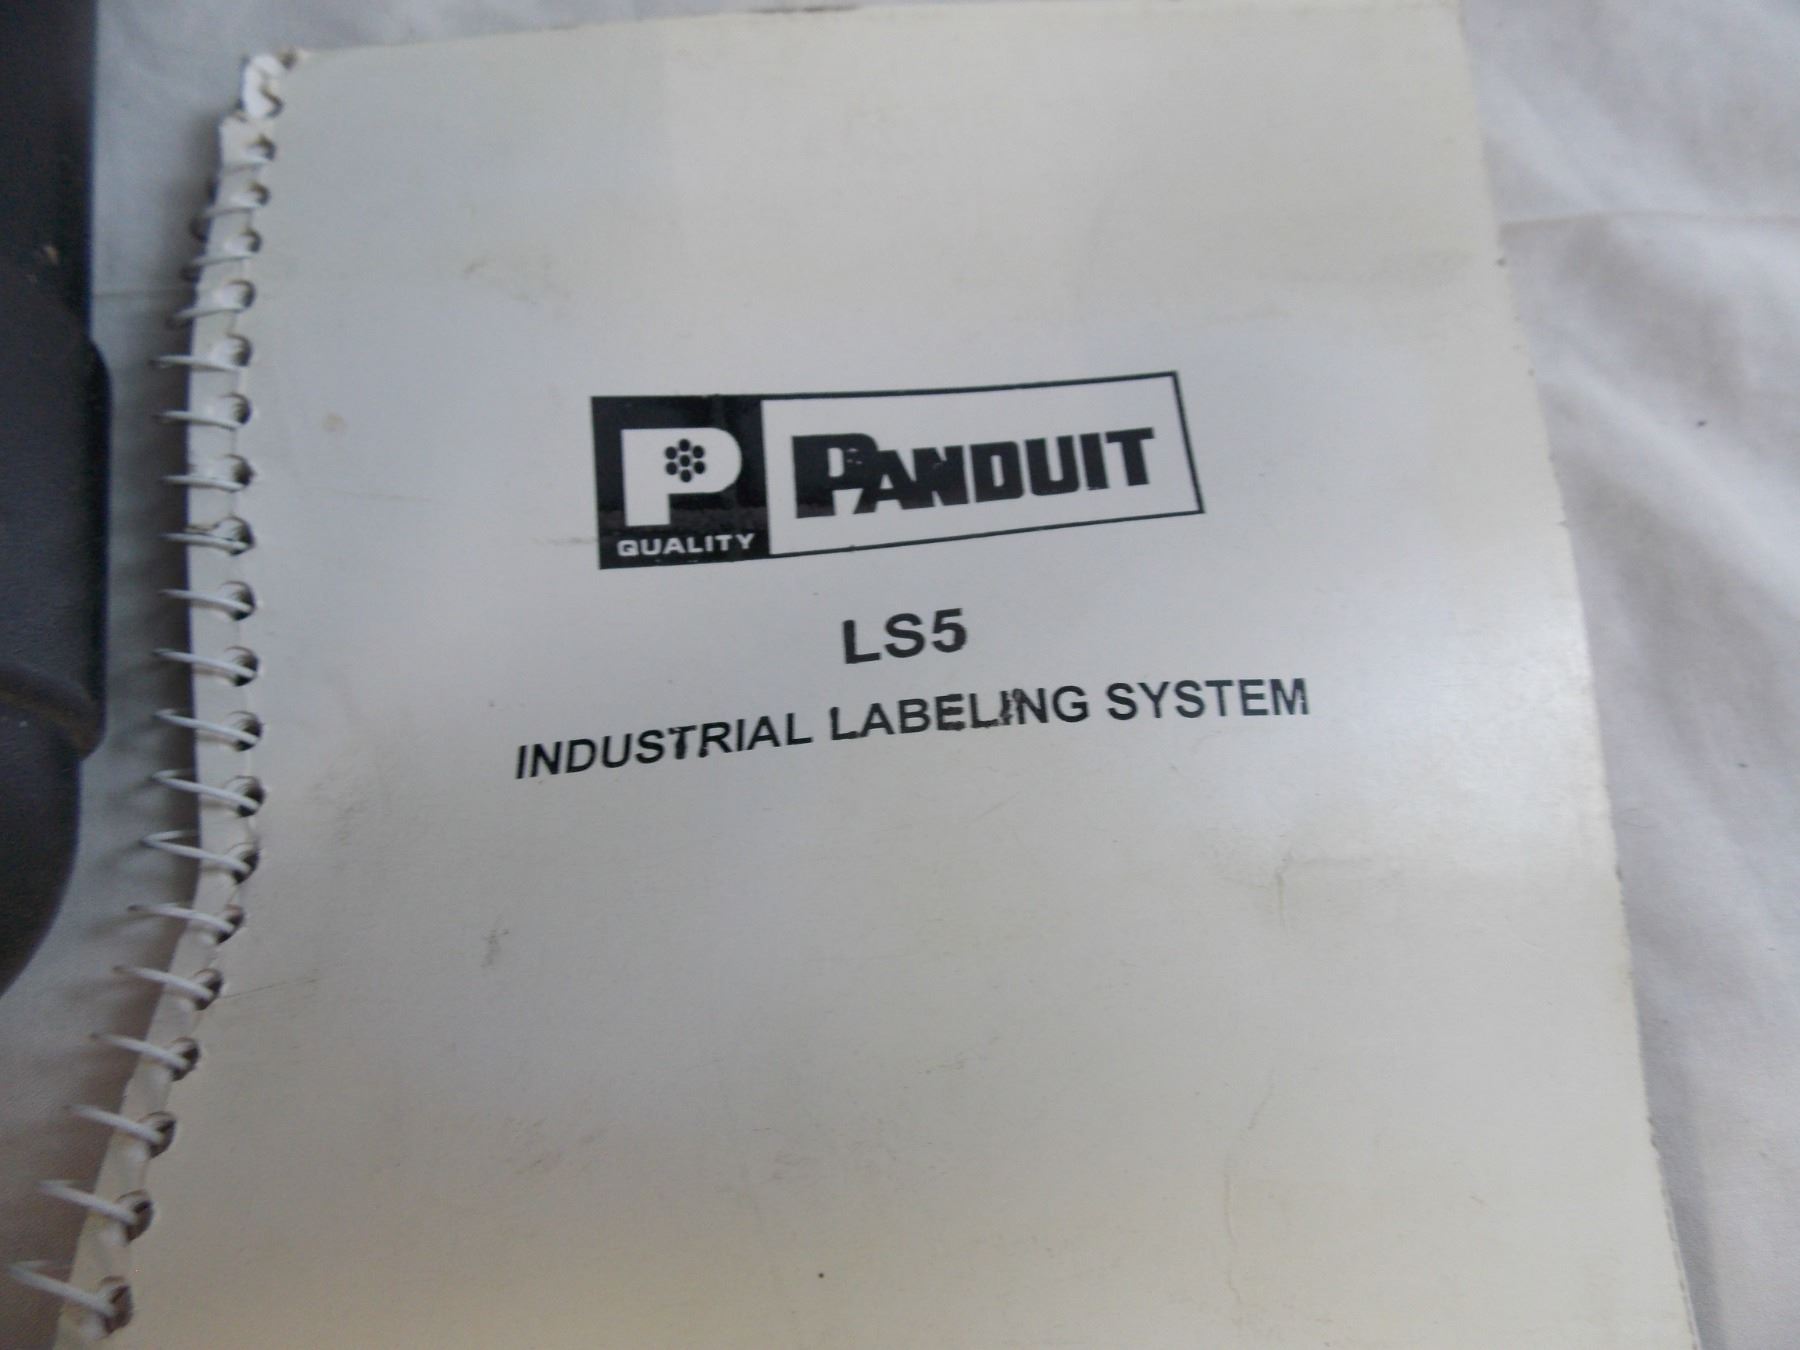 P
QUALITY
PANDUIT
LS5
INDUSTRIAL LABELING SYSTEM